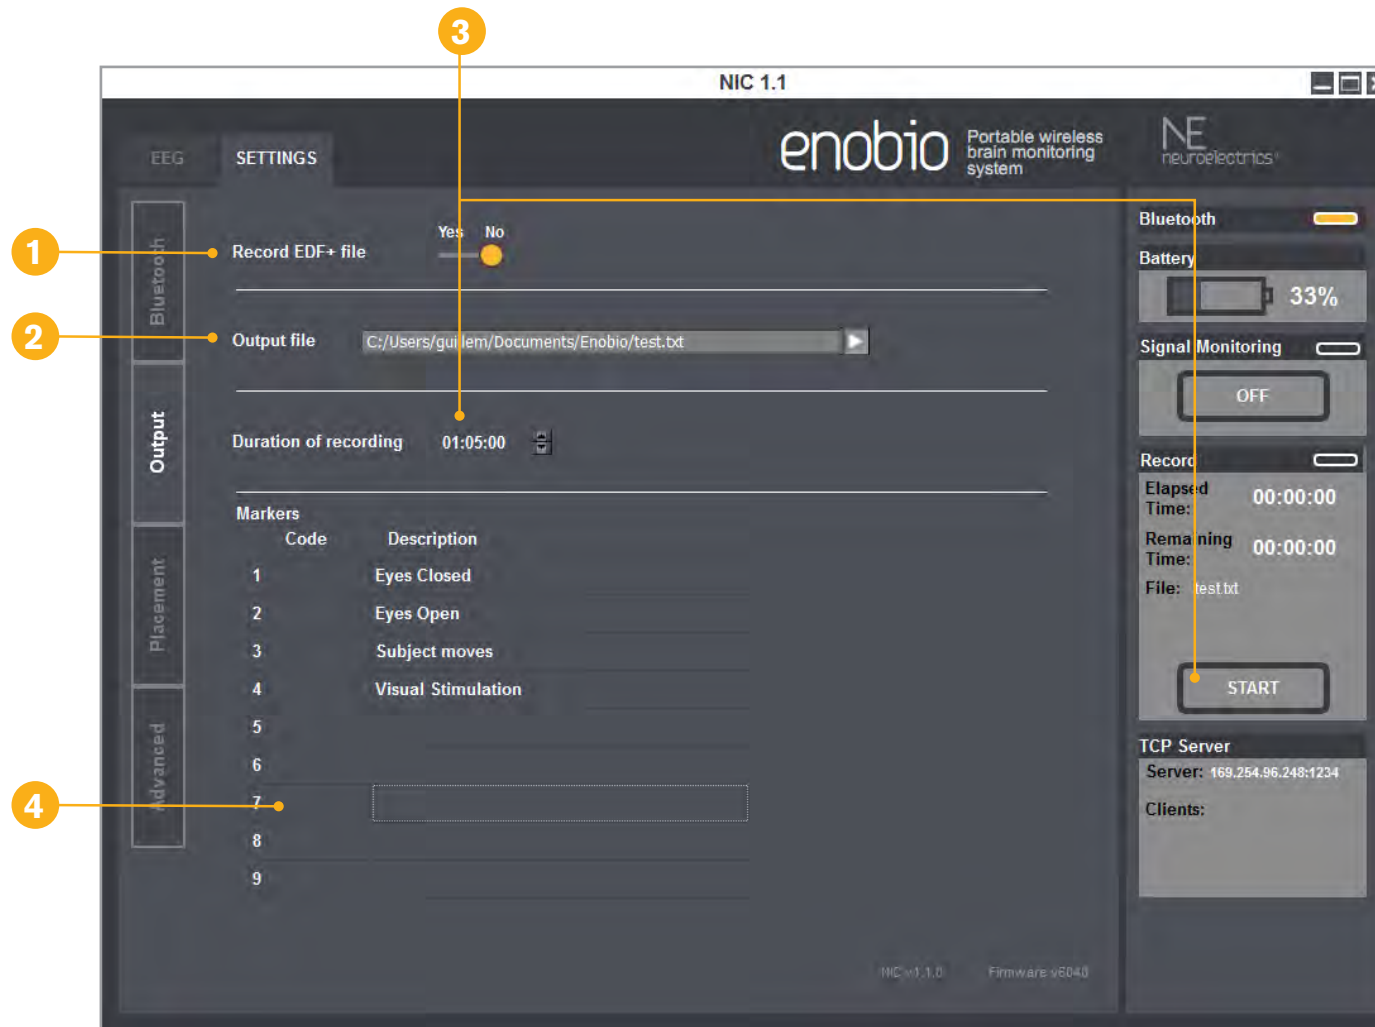 3
NIC 1.1
EEG
SETTINGS
enobio
Portable wireless
brain monitoring
system
NE
neuroelectrics
1
Bluetooth
Record EDF+ file
Yes No
2
Output file
C:/Users/guillem/Documents/Enobio/test.txt
Output
Duration of recording
01:05:00
Markers
Code Description
1 Eyes Closed
2 Eyes Open
3 Subject moves
4 Visual Stimulation
5
6
7
8
9
Placement
Advanced
4
NIC v1.1.0 Firmware v6040
Bluetooth
Battery
33%
Signal Monitoring
OFF
Record
Elapsed
Time:
00:00:00
Remaining
Time:
00:00:00
File: test.txt
START
TCP Server
Server: 169.254.96.248:1234
Clients: